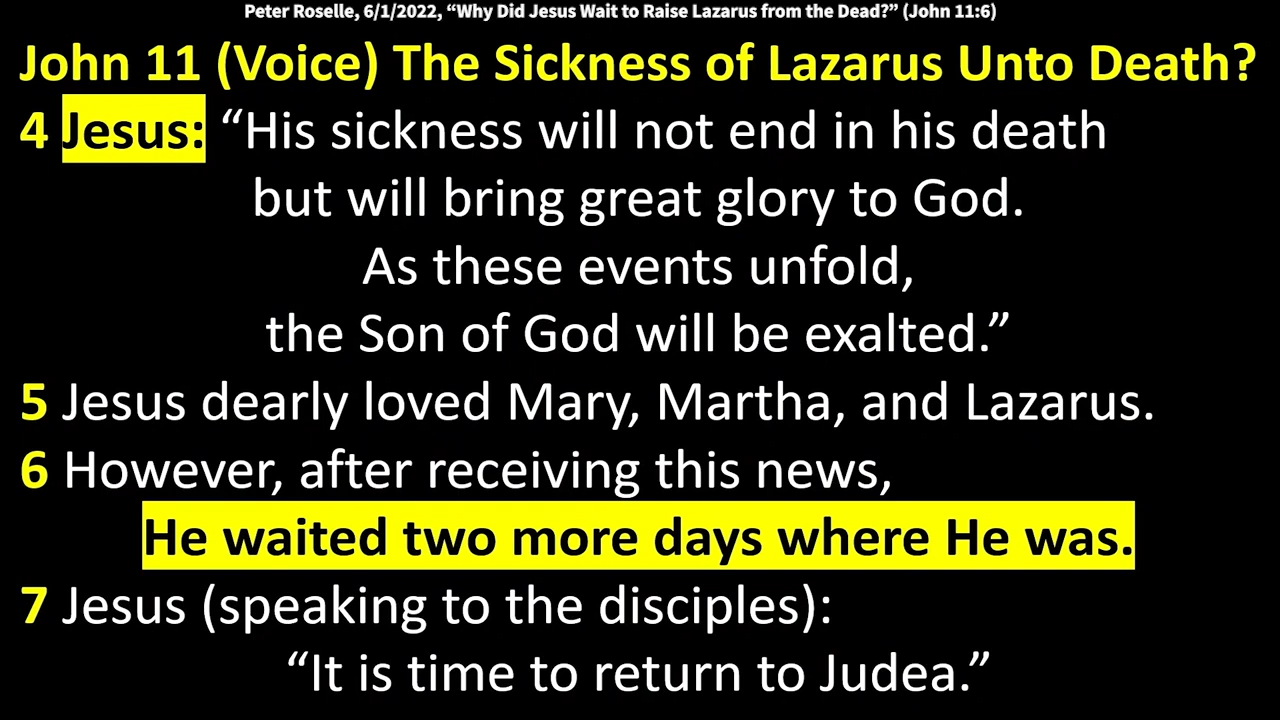 Peter Roselle, 6/1/2022, “Why Did Jesus Wait to Raise Lazarus from the Dead?” (John 11:6)
John 11 (Voice) The Sickness of Lazarus Unto Death?
4 Jesus: “His sickness will not end in his death
but will bring great glory to God.
As these events unfold,
the Son of God will be exalted.”
5 Jesus dearly loved Mary, Martha, and Lazarus.
6 However, after receiving this news,
He waited two more days where He was.
7 Jesus (speaking to the disciples):
“It is time to return to Judea.”